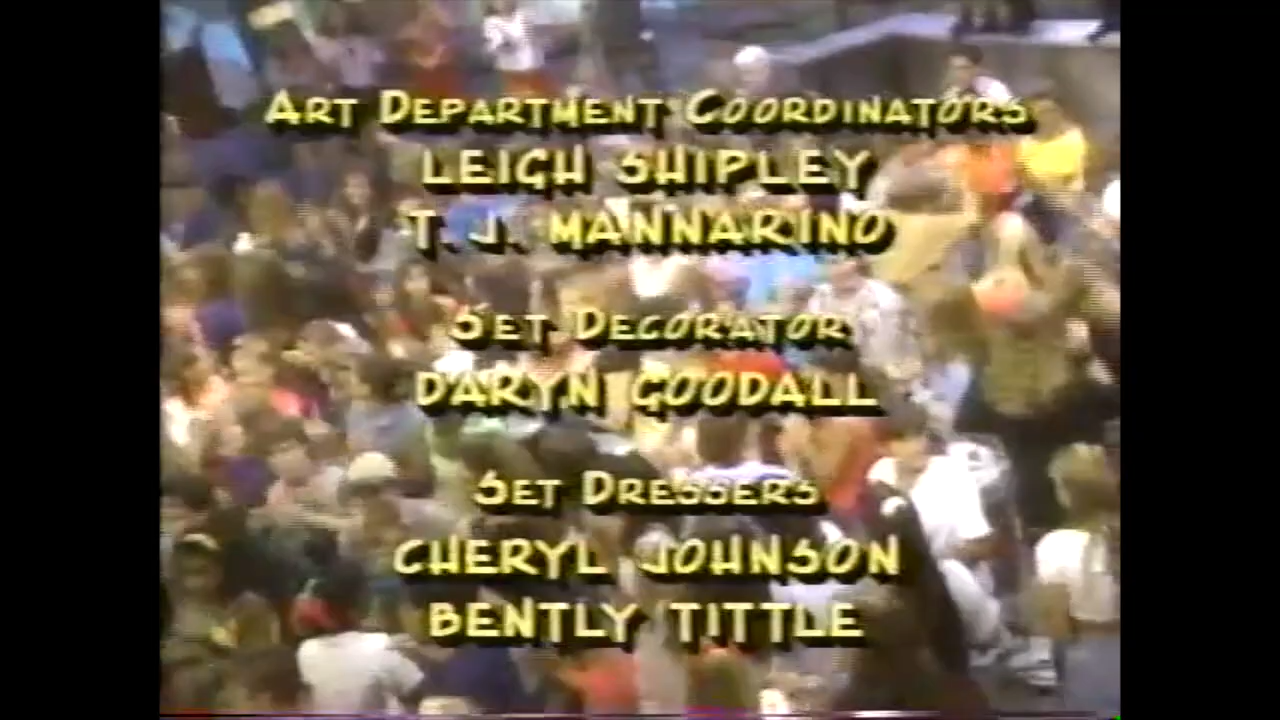 Art Department Coordinators
LEIGH SHIPLEY
T. J. MANNARINO
Set Decorator
DARYN GOODALL
Set Dressers
CHERYL JOHNSON
BENTLY TITTLE